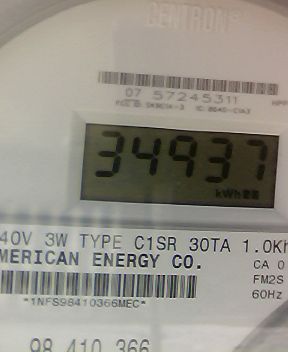 CENTRON®
07 57245311
34937
kWh
40V 3W TYPE C1SR 30TA 1.0Kh
MERICAN ENERGY CO.
CA 0
FM2S
60Hz
*1NFS98410366MEC*
98 410 366